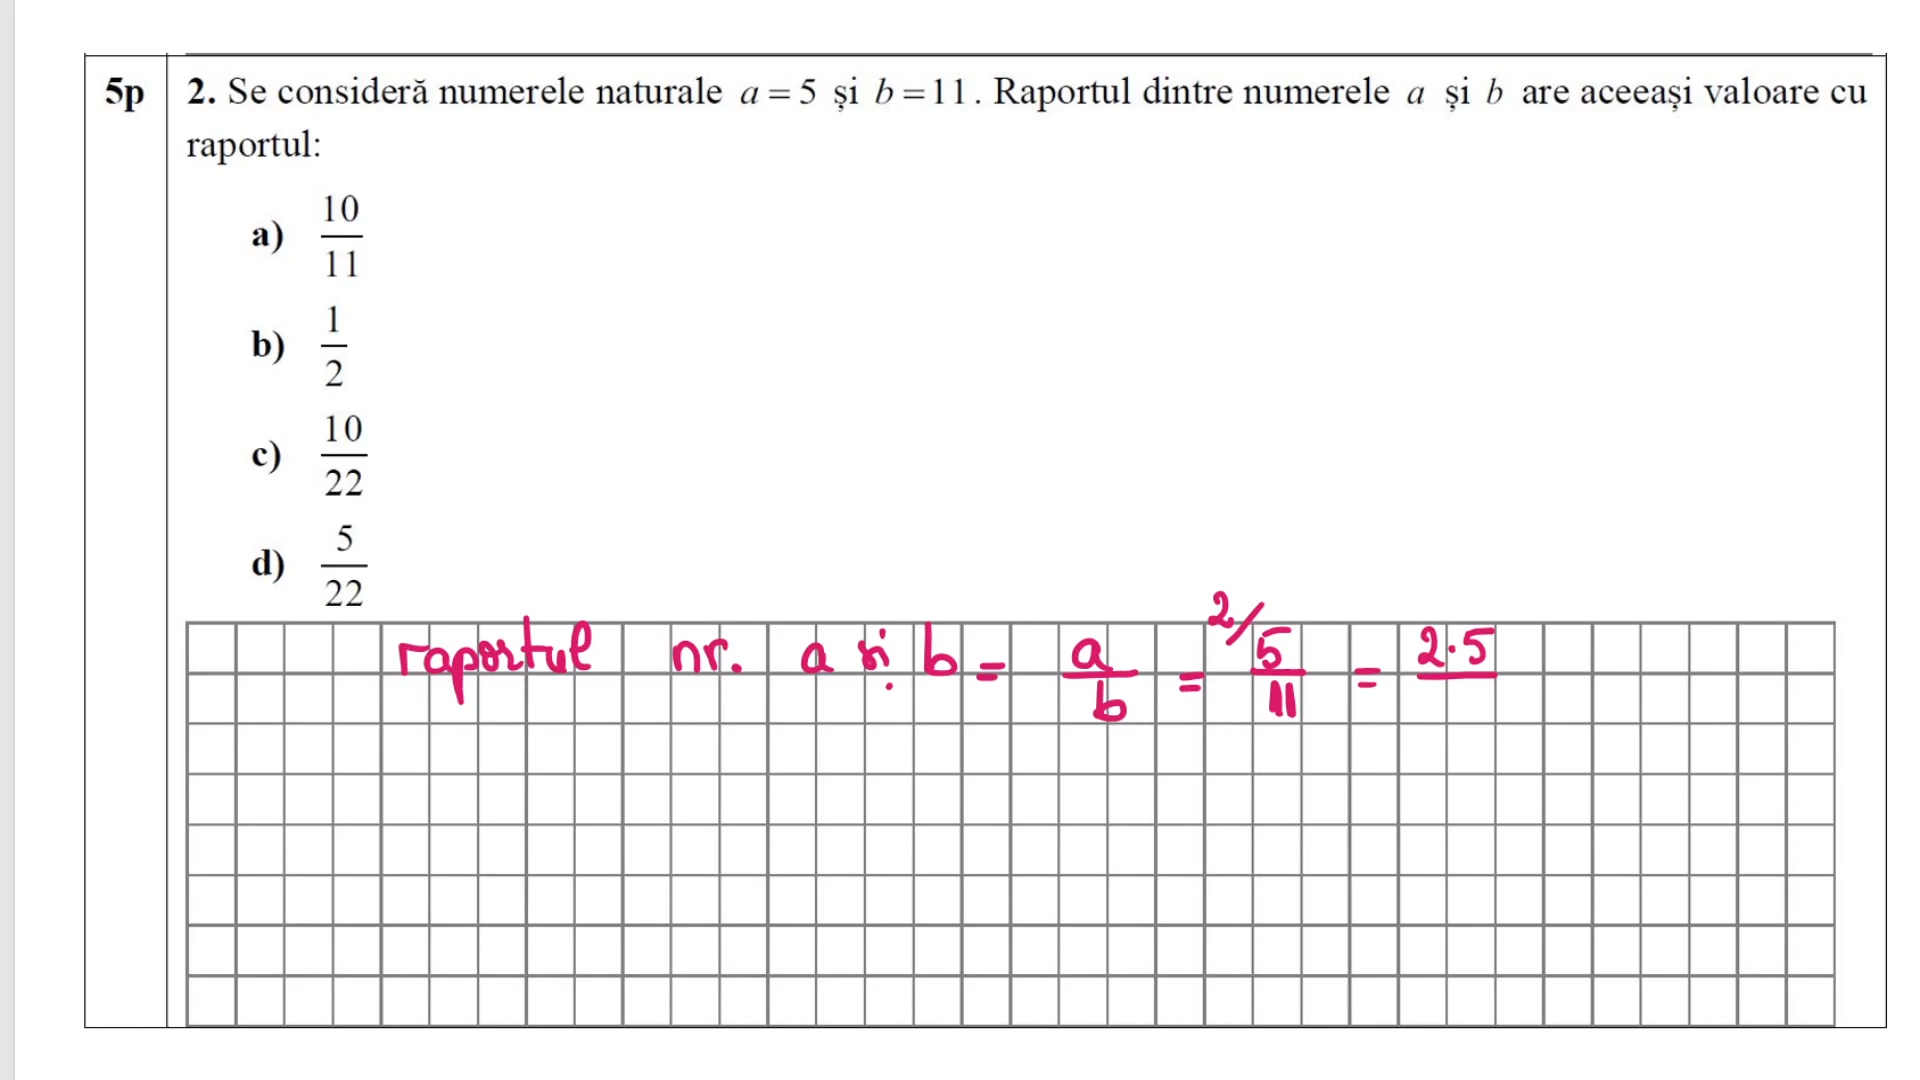 5p 2. Se consideră numerele naturale a = 5 și b = 11. Raportul dintre numerele a și b are aceeași valoare cu
raportul:
a) 10/11
b) 1/2
c) 10/22
d) 5/22
raportul nr. a și b = a/b = 2/ 5/11 = 2·5